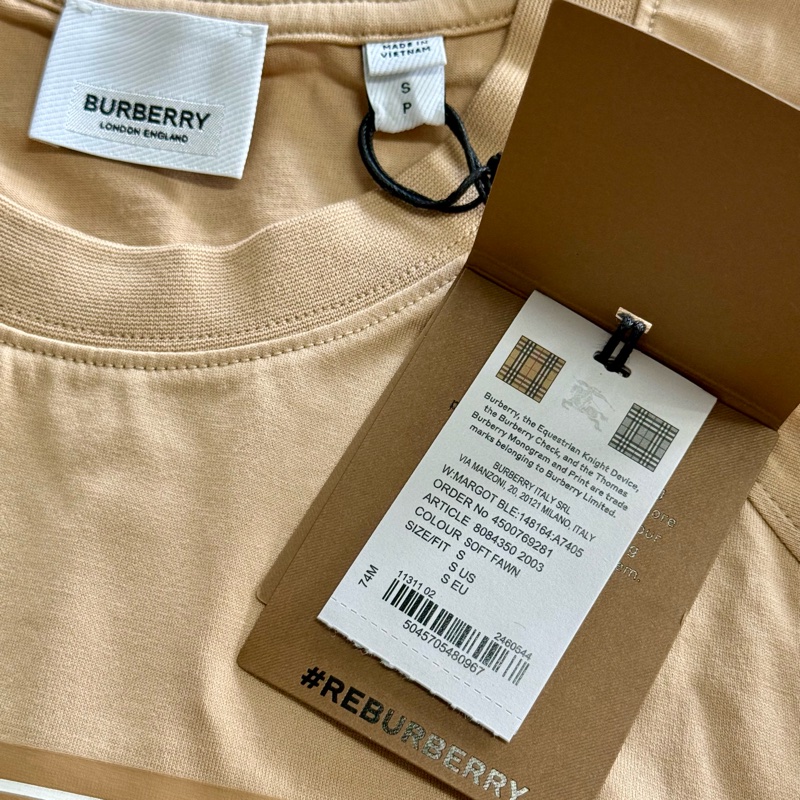 BURBERRY
LONDON ENGLAND
MADE IN
VIETNAM
S
P
Burberry, the Equestrian Knight Device,
the Burberry Check, and the Thomas
Burberry Monogram and Print are trade
marks belonging to Burberry Limited.
BURBERRY ITALY SRL
VIA MANZONI, 20, 20121 MILANO, ITALY
W:MARGOT BLE:148164:A7405
ORDER No 4500769281
ARTICLE 8084350 2003
COLOUR SOFT FAWN
SIZE/FIT S
S US
S EU
74M
11311 02
2460544
5045705480967
#REBURBERRY